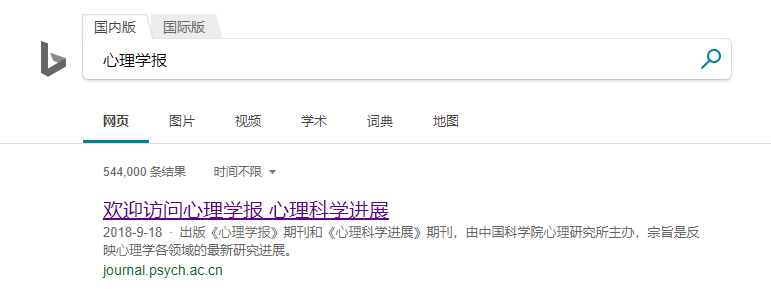 国内版 国际版
心理学报
网页 图片 视频 学术 词典 地图
544,000 条结果 时间不限
欢迎访问心理学报 心理科学进展
2018-9-18 · 出版《心理学报》期刊和《心理科学进展》期刊，由中国科学院心理研究所主办，宗旨是反
映心理学各领域的最新研究进展。
journal.psych.ac.cn